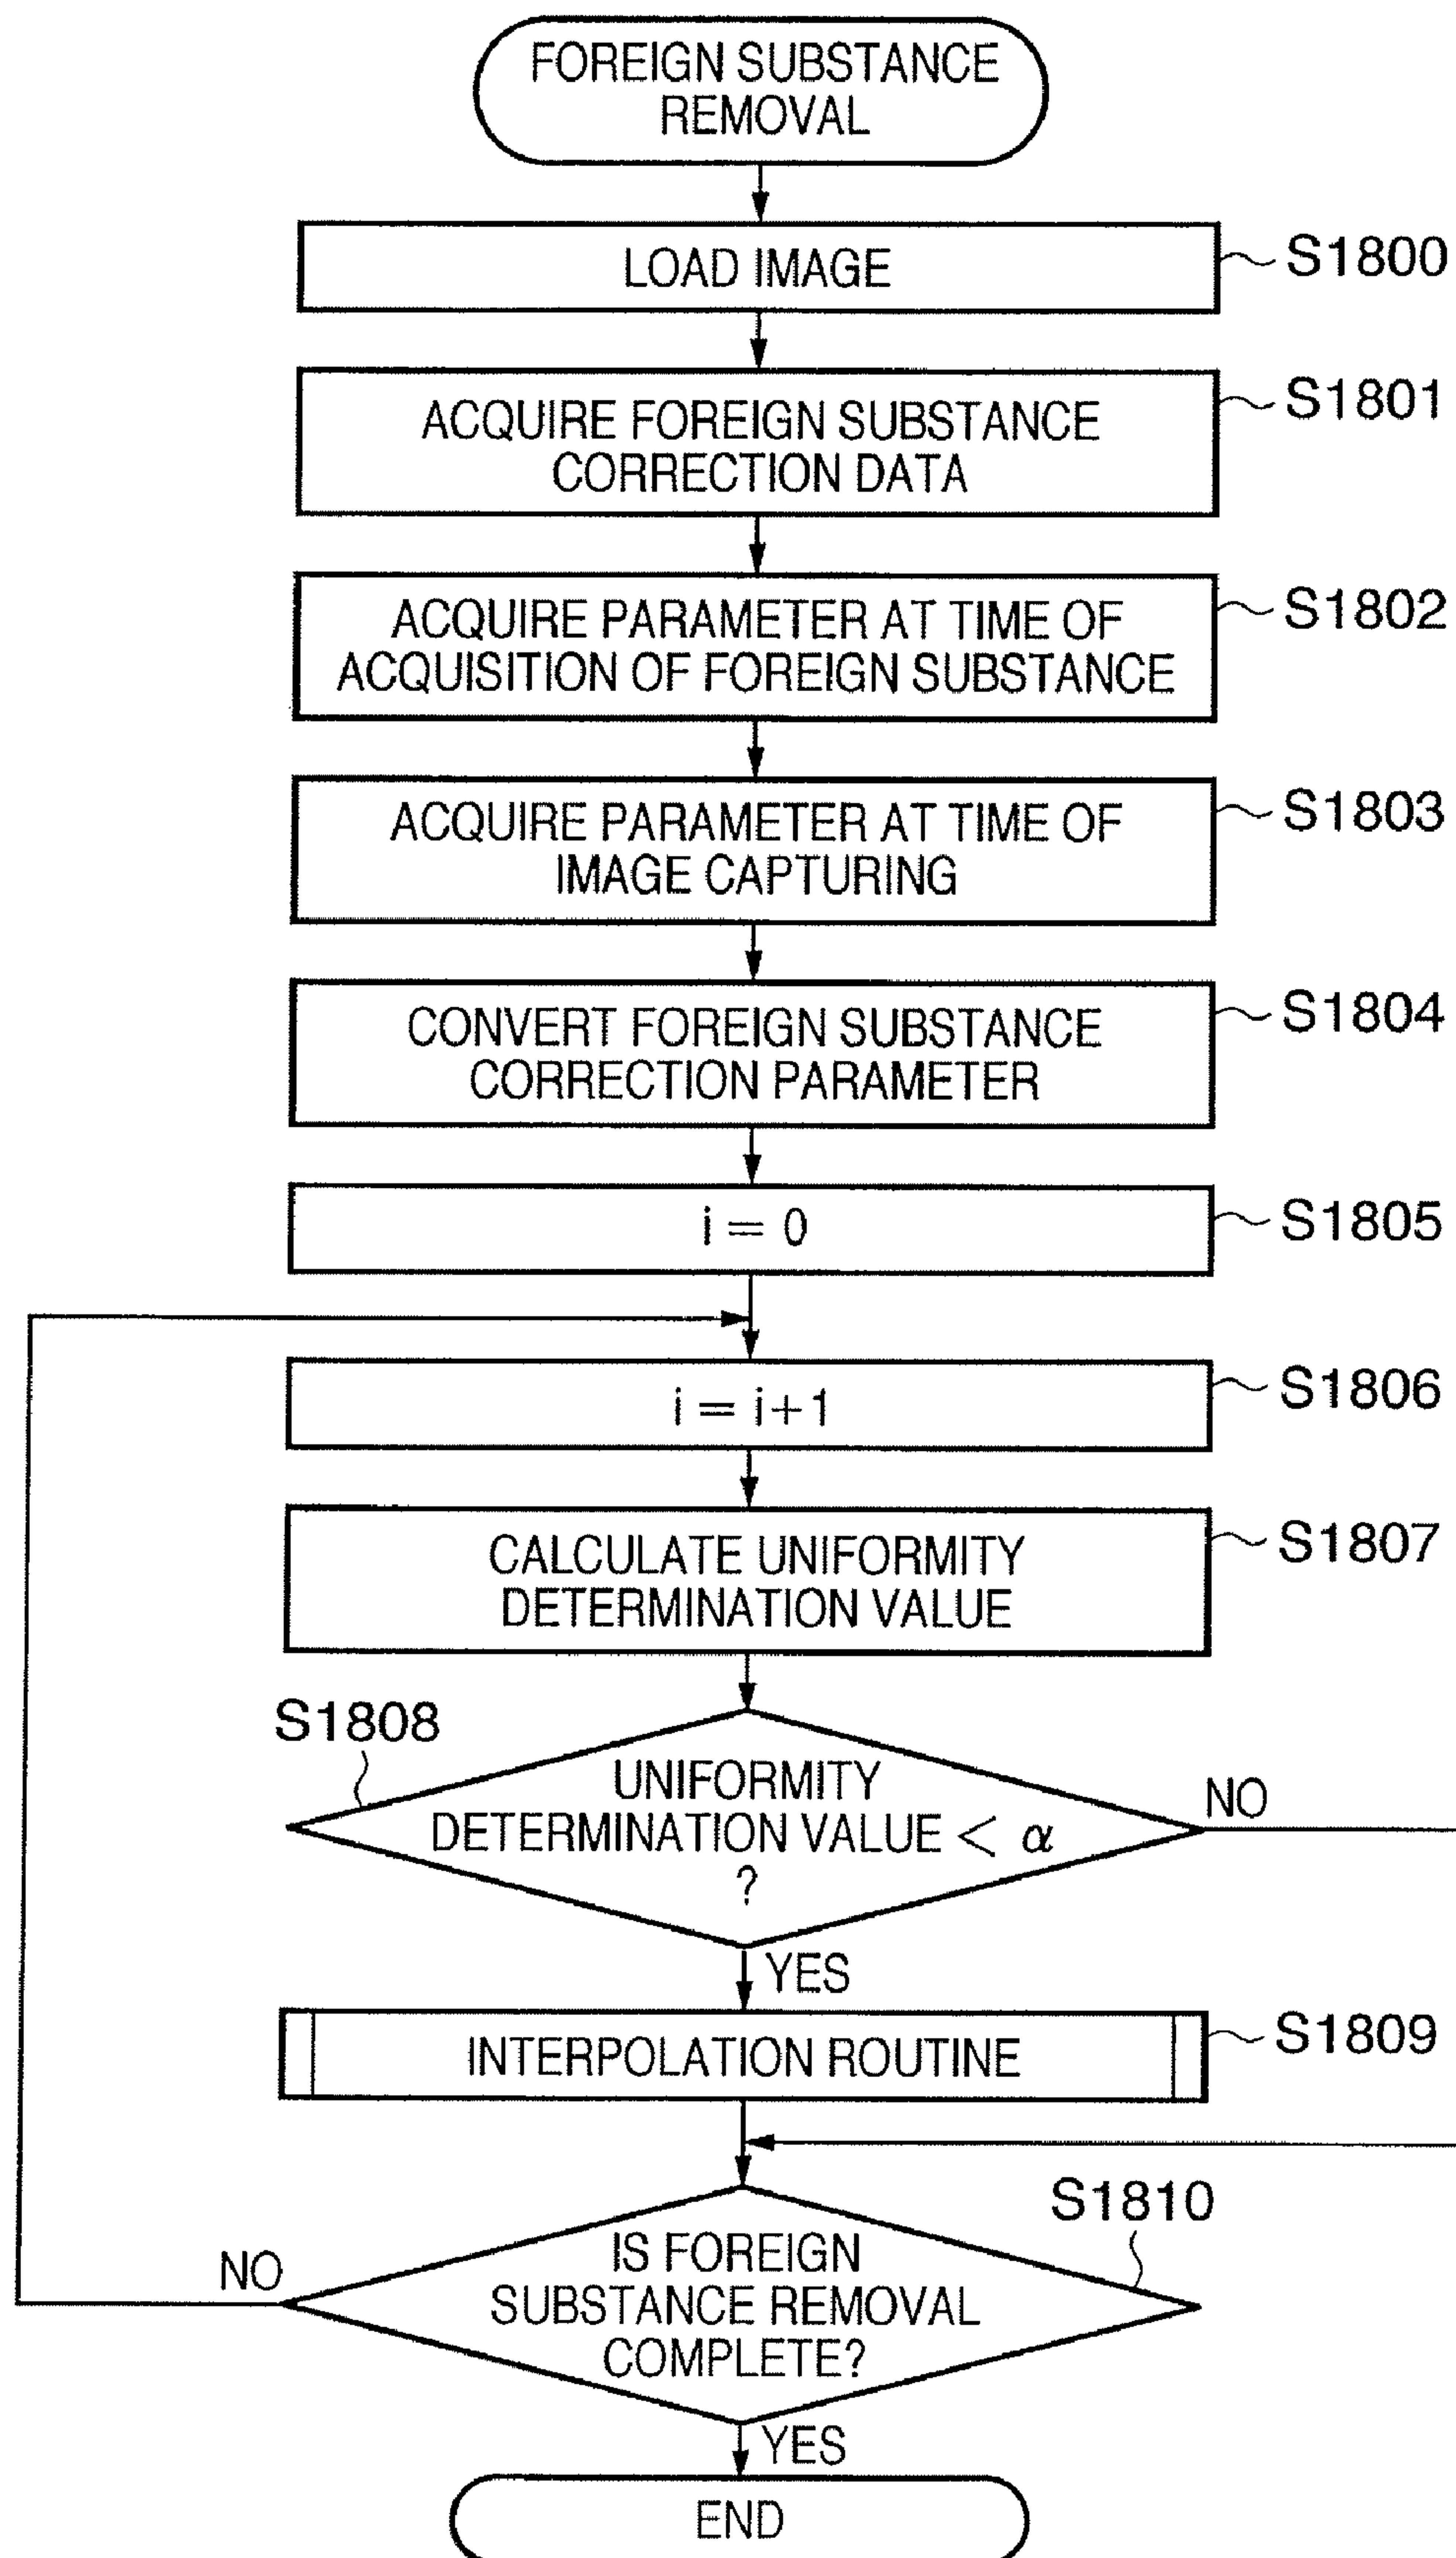 FOREIGN SUBSTANCE
REMOVAL
LOAD IMAGE
S1800
ACQUIRE FOREIGN SUBSTANCE
CORRECTION DATA
S1801
ACQUIRE PARAMETER AT TIME OF
ACQUISITION OF FOREIGN SUBSTANCE
S1802
ACQUIRE PARAMETER AT TIME OF
IMAGE CAPTURING
S1803
CONVERT FOREIGN SUBSTANCE
CORRECTION PARAMETER
S1804
i = 0
S1805
i = i+1
S1806
CALCULATE UNIFORMITY
DETERMINATION VALUE
S1807
S1808
UNIFORMITY
DETERMINATION VALUE < α
?
NO
YES
INTERPOLATION ROUTINE
S1809
S1810
IS FOREIGN
SUBSTANCE REMOVAL
COMPLETE?
NO
YES
END